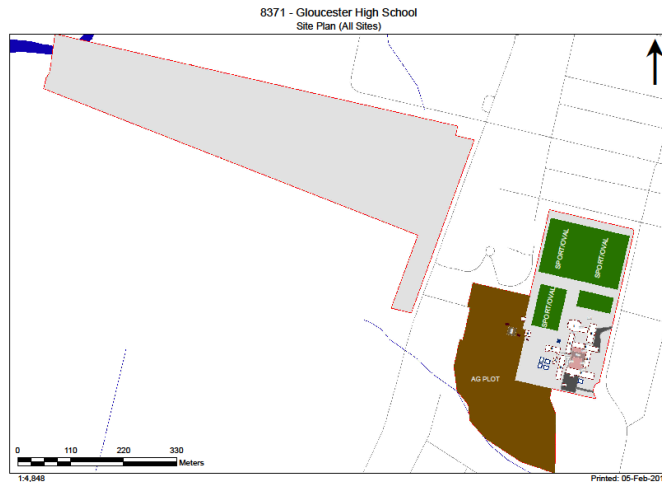 8371 - Gloucester High School
Site Plan (All Sites)
SPORT/OVAL
SPORT/OVAL
SPORT/OVAL
AG PLOT
0 110 220 330
Meters
1:4,848
Printed: 05-Feb-201